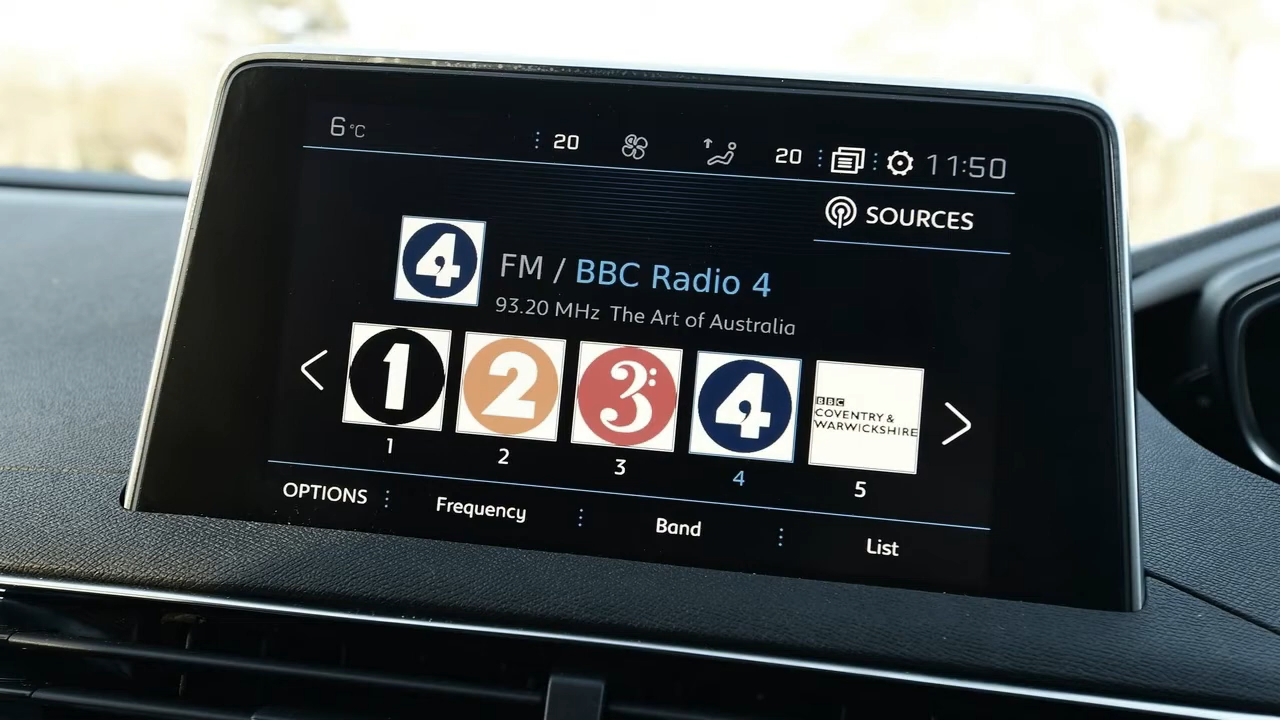 6°C 20 20 11:50
SOURCES
4 FM / BBC Radio 4
93.20 MHz The Art of Australia
1 2 3 4 BBC
COVENTRY &
WARWICKSHIRE
1 2 3 4 5
OPTIONS Frequency Band List